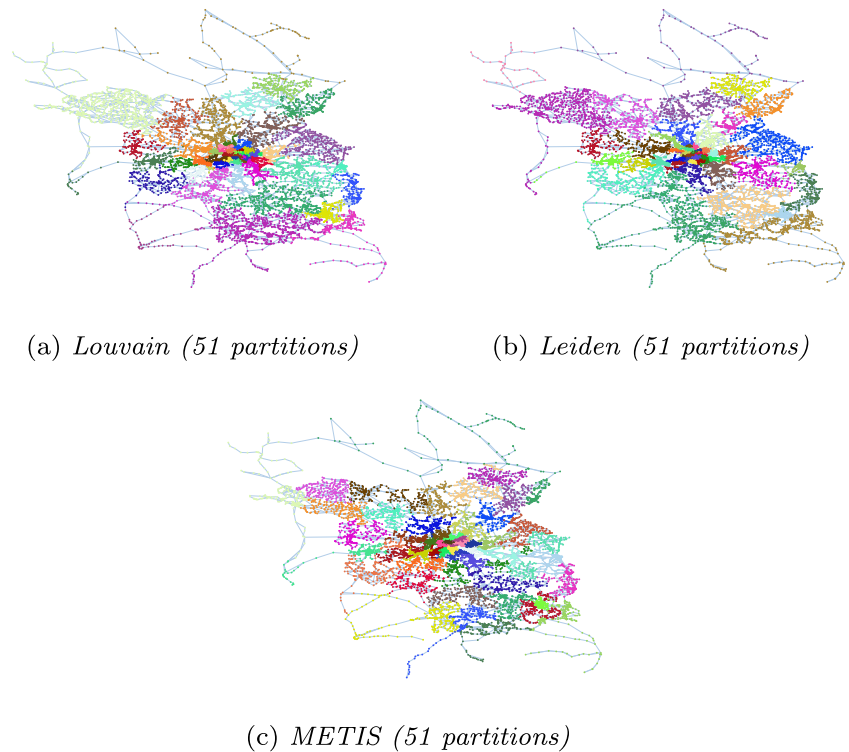 (a) Louvain (51 partitions)
(b) Leiden (51 partitions)
(c) METIS (51 partitions)